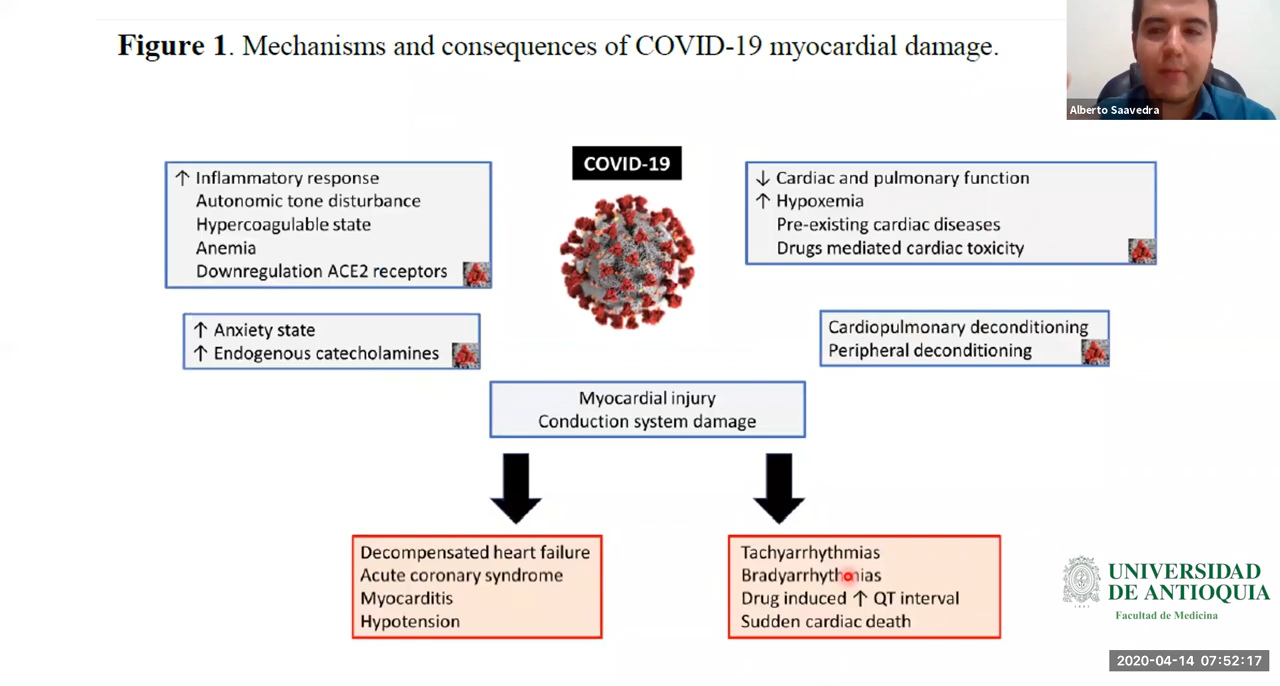 Figure 1. Mechanisms and consequences of COVID-19 myocardial damage.
Alberto Saavedra
COVID-19
↑ Inflammatory response
Autonomic tone disturbance
Hypercoagulable state
Anemia
Downregulation ACE2 receptors
↓ Cardiac and pulmonary function
↑ Hypoxemia
Pre-existing cardiac diseases
Drugs mediated cardiac toxicity
↑ Anxiety state
↑ Endogenous catecholamines
Cardiopulmonary deconditioning
Peripheral deconditioning
Myocardial injury
Conduction system damage
Decompensated heart failure
Acute coronary syndrome
Myocarditis
Hypotension
Tachyarrhythmias
Bradyarrhythmias
Drug induced ↑ QT interval
Sudden cardiac death
UNIVERSIDAD
DE ANTIOQUIA
Facultad de Medicina
2020-04-14 07:52:17